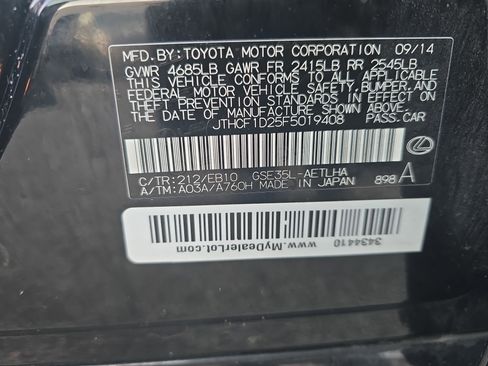 MFD.BY:TOYOTA MOTOR CORPORATION 09/14
GVWR 4685LB GAWR FR 2415LB RR 2545LB
THIS VEHICLE CONFORMS TO ALL APPLICABLE
FEDERAL MOTOR VEHICLE SAFETY, BUMPER, AND
THEFT PREVENTION STANDARDS IN EFFECT ON
THE DATE OF MANUFACTURE SHOWN ABOVE.
JTHCF1D25F5019408 PASS.CAR
C/TR:212/EB10 GSE35L-AETLHA
A/TM:A03A/A760H MADE IN JAPAN 898 A
www.MyDealerLot.com 3434410